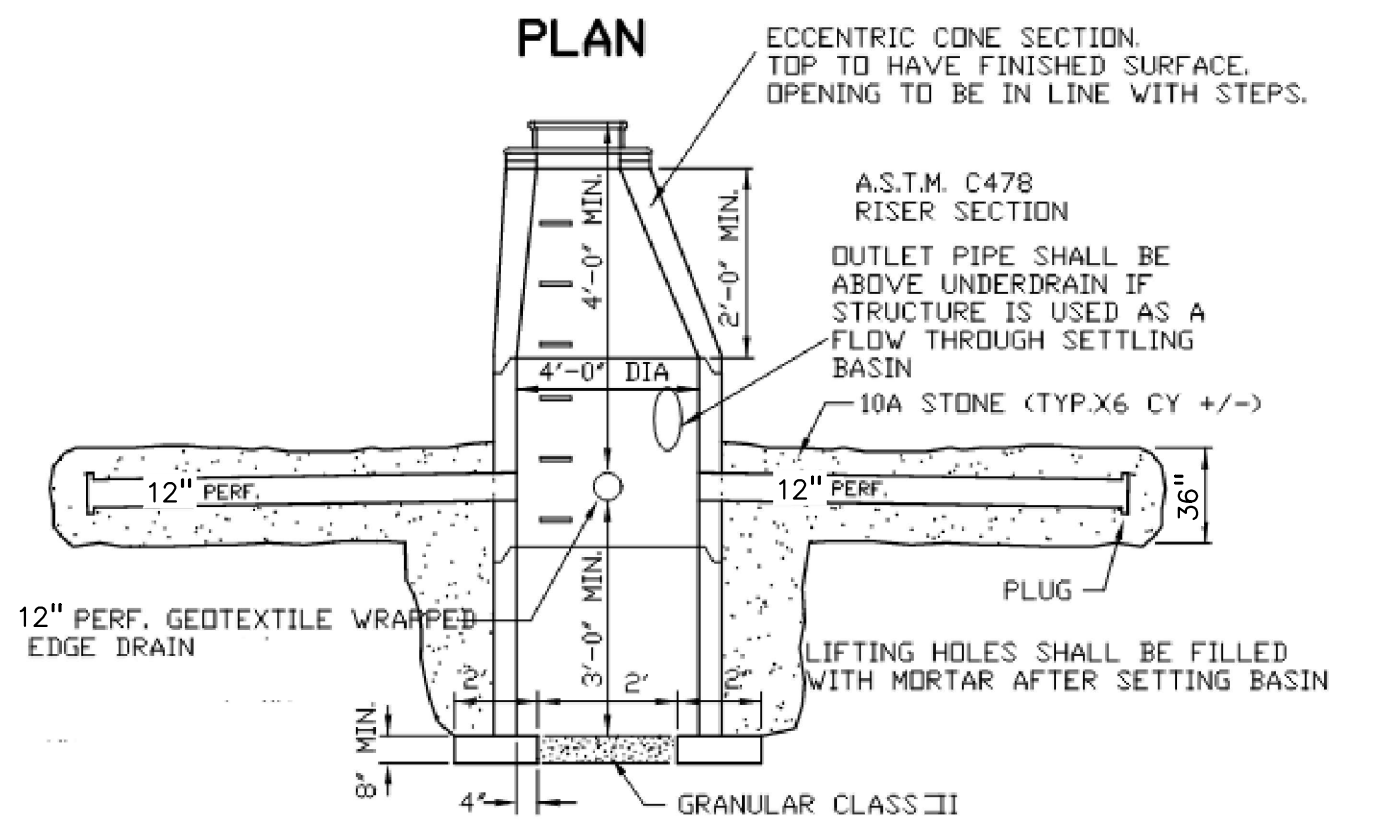 PLAN
ECCENTRIC CONE SECTION.
TOP TO HAVE FINISHED SURFACE.
OPENING TO BE IN LINE WITH STEPS.
A.S.T.M. C478
RISER SECTION
4'-0" MIN.
2'-0" MIN.
OUTLET PIPE SHALL BE
ABOVE UNDERDRAIN IF
STRUCTURE IS USED AS A
FLOW THROUGH SETTLING
BASIN
4'-0" DIA
10A STONE (TYP.)(6 CY +/-)
12" PERF.
12" PERF.
36"
PLUG
12" PERF. GEOTEXTILE WRAPPED
EDGE DRAIN
3'-0" MIN.
LIFTING HOLES SHALL BE FILLED
WITH MORTAR AFTER SETTING BASIN
2'
2'
2'
8" MIN.
4"
GRANULAR CLASS II